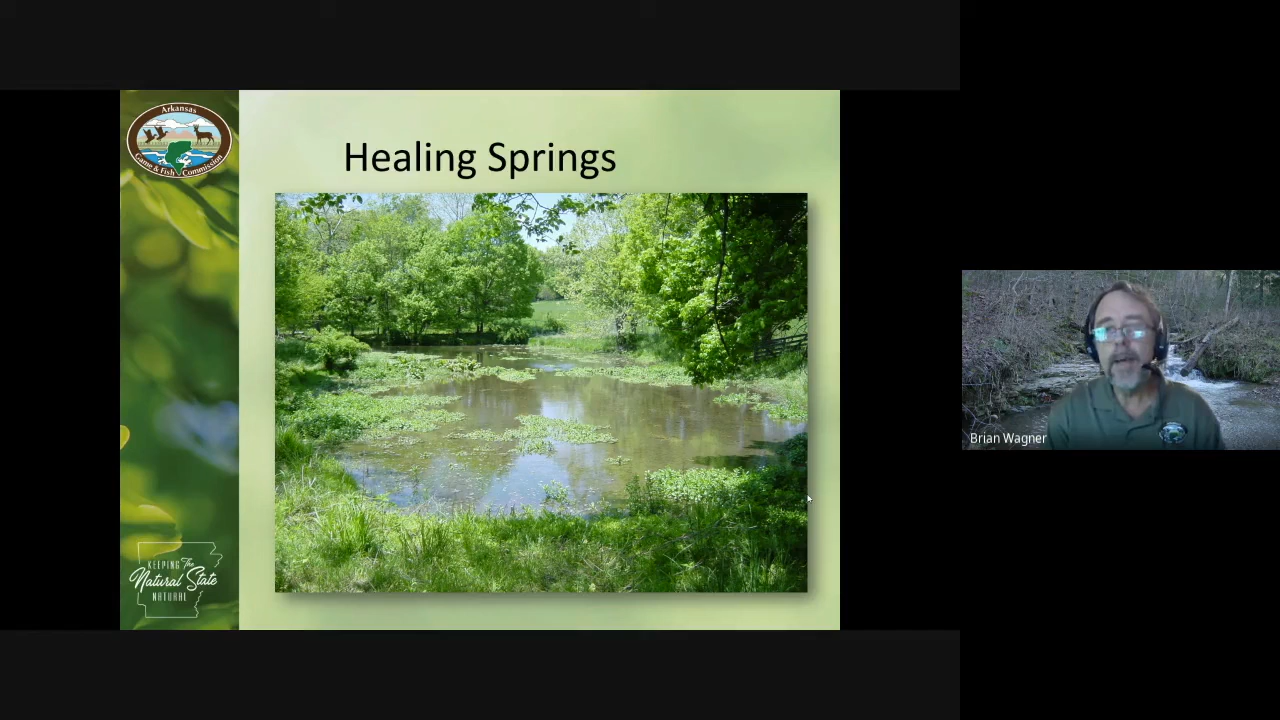 Arkansas
Game & Fish Commission
Healing Springs
KEEPING The
Natural State
NATURAL
Brian Wagner